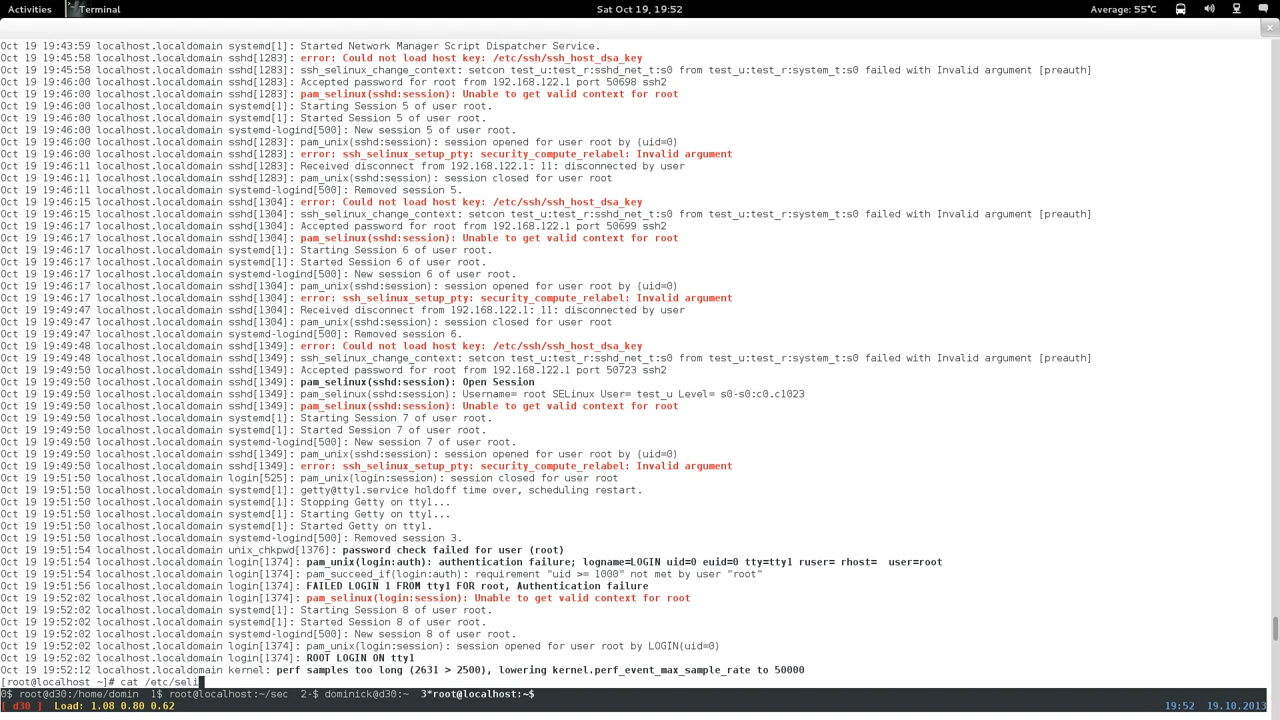 Activities Terminal Sat Oct 19, 19:52 Average: 55°C
Oct 19 19:43:59 localhost.localdomain systemd[1]: Started Network Manager Script Dispatcher Service.
Oct 19 19:45:58 localhost.localdomain sshd[1283]: error: Could not load host key: /etc/ssh/ssh_host_dsa_key
Oct 19 19:45:58 localhost.localdomain sshd[1283]: ssh_selinux_change_context: setcon test_u:test_r:sshd_net_t:s0 from test_u:test_r:system_t:s0 failed with Invalid argument [preauth]
Oct 19 19:46:00 localhost.localdomain sshd[1283]: Accepted password for root from 192.168.122.1 port 50698 ssh2
Oct 19 19:46:00 localhost.localdomain sshd[1283]: pam_selinux(sshd:session): Unable to get valid context for root
Oct 19 19:46:00 localhost.localdomain systemd[1]: Starting Session 5 of user root.
Oct 19 19:46:00 localhost.localdomain systemd[1]: Started Session 5 of user root.
Oct 19 19:46:00 localhost.localdomain systemd-logind[500]: New session 5 of user root.
Oct 19 19:46:00 localhost.localdomain sshd[1283]: pam_unix(sshd:session): session opened for user root by (uid=0)
Oct 19 19:46:00 localhost.localdomain sshd[1283]: error: ssh_selinux_setup_pty: security_compute_relabel: Invalid argument
Oct 19 19:46:11 localhost.localdomain sshd[1283]: Received disconnect from 192.168.122.1: 11: disconnected by user
Oct 19 19:46:11 localhost.localdomain sshd[1283]: pam_unix(sshd:session): session closed for user root
Oct 19 19:46:11 localhost.localdomain systemd-logind[500]: Removed session 5.
Oct 19 19:46:15 localhost.localdomain sshd[1304]: error: Could not load host key: /etc/ssh/ssh_host_dsa_key
Oct 19 19:46:15 localhost.localdomain sshd[1304]: ssh_selinux_change_context: setcon test_u:test_r:sshd_net_t:s0 from test_u:test_r:system_t:s0 failed with Invalid argument [preauth]
Oct 19 19:46:17 localhost.localdomain sshd[1304]: Accepted password for root from 192.168.122.1 port 50699 ssh2
Oct 19 19:46:17 localhost.localdomain sshd[1304]: pam_selinux(sshd:session): Unable to get valid context for root
Oct 19 19:46:17 localhost.localdomain systemd[1]: Starting Session 6 of user root.
Oct 19 19:46:17 localhost.localdomain systemd[1]: Started Session 6 of user root.
Oct 19 19:46:17 localhost.localdomain systemd-logind[500]: New session 6 of user root.
Oct 19 19:46:17 localhost.localdomain sshd[1304]: pam_unix(sshd:session): session opened for user root by (uid=0)
Oct 19 19:46:17 localhost.localdomain sshd[1304]: error: ssh_selinux_setup_pty: security_compute_relabel: Invalid argument
Oct 19 19:49:47 localhost.localdomain sshd[1304]: Received disconnect from 192.168.122.1: 11: disconnected by user
Oct 19 19:49:47 localhost.localdomain sshd[1304]: pam_unix(sshd:session): session closed for user root
Oct 19 19:49:47 localhost.localdomain systemd-logind[500]: Removed session 6.
Oct 19 19:49:48 localhost.localdomain sshd[1349]: error: Could not load host key: /etc/ssh/ssh_host_dsa_key
Oct 19 19:49:48 localhost.localdomain sshd[1349]: ssh_selinux_change_context: setcon test_u:test_r:sshd_net_t:s0 from test_u:test_r:system_t:s0 failed with Invalid argument [preauth]
Oct 19 19:49:50 localhost.localdomain sshd[1349]: Accepted password for root from 192.168.122.1 port 50723 ssh2
Oct 19 19:49:50 localhost.localdomain sshd[1349]: pam_selinux(sshd:session): Open Session
Oct 19 19:49:50 localhost.localdomain sshd[1349]: pam_selinux(sshd:session): Username= root SELinux User= test_u Level= s0-s0:c0.c1023
Oct 19 19:49:50 localhost.localdomain sshd[1349]: pam_selinux(sshd:session): Unable to get valid context for root
Oct 19 19:49:50 localhost.localdomain systemd[1]: Starting Session 7 of user root.
Oct 19 19:49:50 localhost.localdomain systemd[1]: Started Session 7 of user root.
Oct 19 19:49:50 localhost.localdomain systemd-logind[500]: New session 7 of user root.
Oct 19 19:49:50 localhost.localdomain sshd[1349]: pam_unix(sshd:session): session opened for user root by (uid=0)
Oct 19 19:49:50 localhost.localdomain sshd[1349]: error: ssh_selinux_setup_pty: security_compute_relabel: Invalid argument
Oct 19 19:51:50 localhost.localdomain login[525]: pam_unix(login:session): session closed for user root
Oct 19 19:51:50 localhost.localdomain systemd[1]: getty@tty1.service holdoff time over, scheduling restart.
Oct 19 19:51:50 localhost.localdomain systemd[1]: Stopping Getty on tty1...
Oct 19 19:51:50 localhost.localdomain systemd[1]: Starting Getty on tty1...
Oct 19 19:51:50 localhost.localdomain systemd[1]: Started Getty on tty1.
Oct 19 19:51:50 localhost.localdomain systemd-logind[500]: Removed session 3.
Oct 19 19:51:54 localhost.localdomain unix_chkpwd[1376]: password check failed for user (root)
Oct 19 19:51:54 localhost.localdomain login[1374]: pam_unix(login:auth): authentication failure; logname=LOGIN uid=0 euid=0 tty=tty1 ruser= rhost=  user=root
Oct 19 19:51:54 localhost.localdomain login[1374]: pam_succeed_if(login:auth): requirement "uid >= 1000" not met by user "root"
Oct 19 19:51:56 localhost.localdomain login[1374]: FAILED LOGIN 1 FROM tty1 FOR root, Authentication failure
Oct 19 19:52:02 localhost.localdomain login[1374]: pam_selinux(login:session): Unable to get valid context for root
Oct 19 19:52:02 localhost.localdomain systemd[1]: Starting Session 8 of user root.
Oct 19 19:52:02 localhost.localdomain systemd[1]: Started Session 8 of user root.
Oct 19 19:52:02 localhost.localdomain systemd-logind[500]: New session 8 of user root.
Oct 19 19:52:02 localhost.localdomain login[1374]: pam_unix(login:session): session opened for user root by LOGIN(uid=0)
Oct 19 19:52:02 localhost.localdomain login[1374]: ROOT LOGIN ON tty1
Oct 19 19:52:12 localhost.localdomain kernel: perf samples too long (2631 > 2500), lowering kernel.perf_event_max_sample_rate to 50000
[root@localhost ~]# cat /etc/seli
0$ root@d30:/home/domin  1$ root@localhost:~/sec  2-$ dominick@d30:~  3*root@localhost:~$
[ d30 ] Load: 1.08 0.80 0.62 19:52 19.10.2013